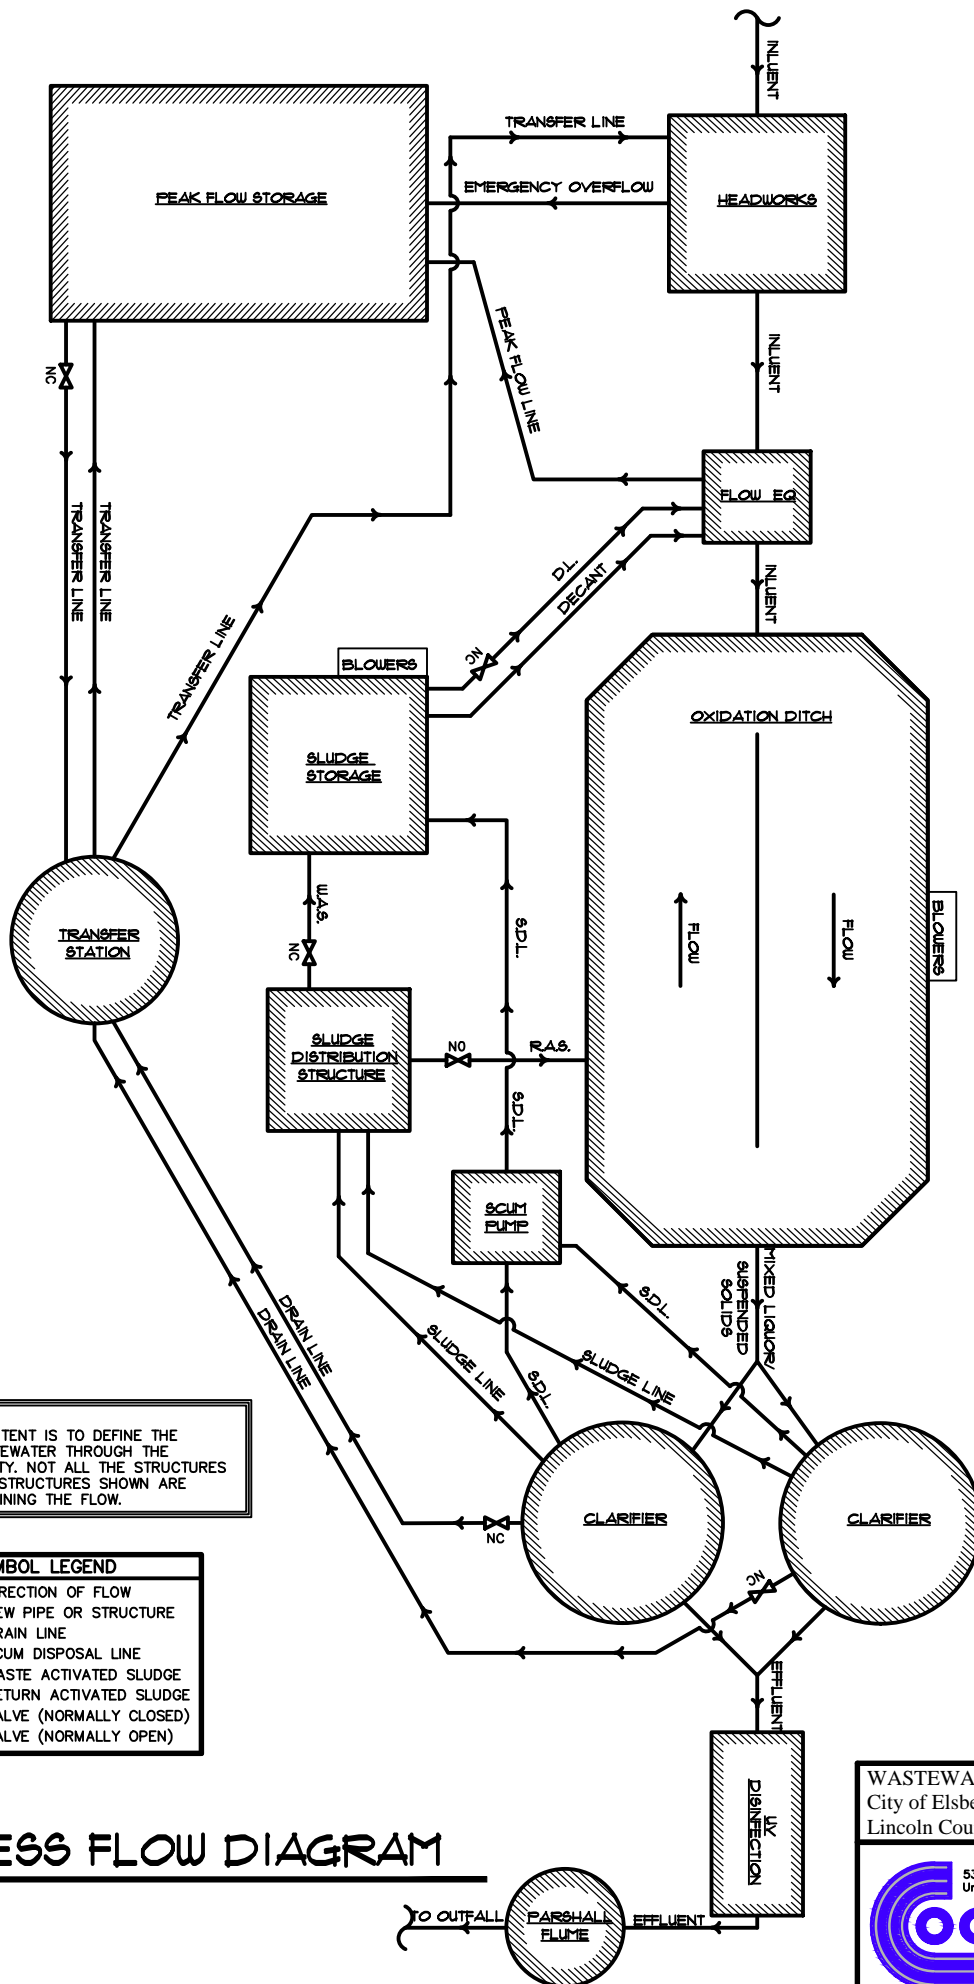 INLUENT
TRANSFER LINE
EMERGENCY OVERFLOW
PEAK FLOW STORAGE
HEADWORKS
INLUENT
PEAK FLOW LINE
NC
FLOW EQ
TRANSFER LINE
TRANSFER LINE
D.L.
DECANT
INLUENT
NC
TRANSFER LINE
BLOWERS
OXIDATION DITCH
SLUDGE
STORAGE
W.A.S.
S.D.L.
FLOW
FLOW
BLOWERS
TRANSFER
STATION
NC
SLUDGE
DISTRIBUTION
STRUCTURE
NO
R.A.S.
S.D.L.
SCUM
PUMP
MIXED LIQUOR/
SUSPENDED
SOLIDS
S.D.L.
DRAIN LINE
DRAIN LINE
SLUDGE LINE
SLUDGE LINE
S.D.L.
TENT IS TO DEFINE THE
EWATER THROUGH THE
TY. NOT ALL THE STRUCTURES
STRUCTURES SHOWN ARE
INING THE FLOW.
CLARIFIER
CLARIFIER
NC
NC
MBOL LEGEND
RECTION OF FLOW
EW PIPE OR STRUCTURE
RAIN LINE
CUM DISPOSAL LINE
ASTE ACTIVATED SLUDGE
ETURN ACTIVATED SLUDGE
ALVE (NORMALLY CLOSED)
ALVE (NORMALLY OPEN)
EFFLUENT
UV
DISINFECTION
WASTEWA
City of Elsbe
Lincoln Cou
ESS FLOW DIAGRAM
53
Un
TO OUTFALL
PARSHALL
FLUME
EFFLUENT